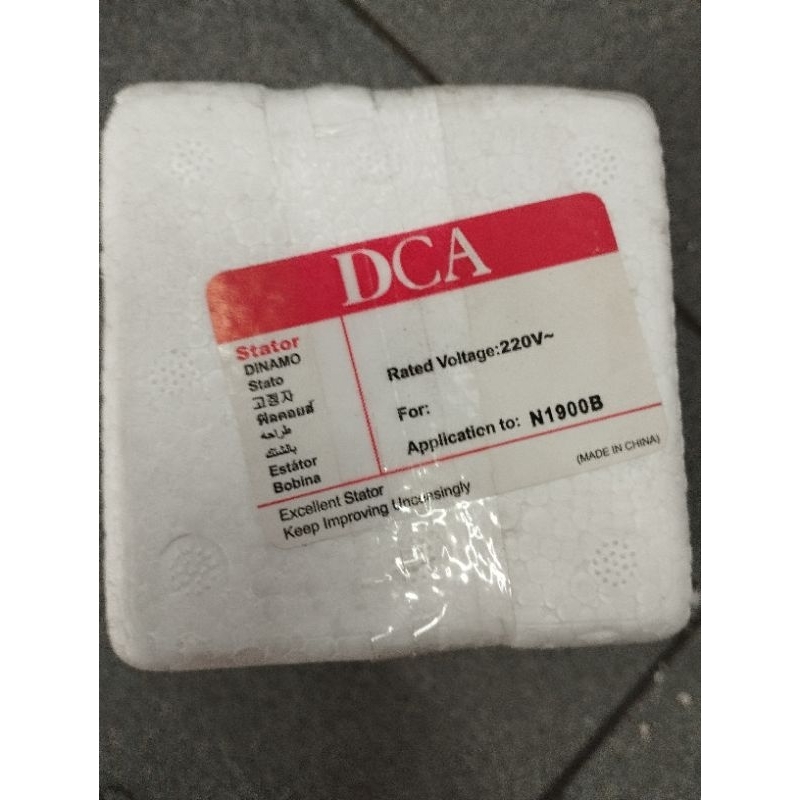 DCA
Stator
DINAMO
Stato
고정자
ฟิลคอยล์
Estátor
Bobina
Rated Voltage:220V~
For:
Application to: N1900B
(MADE IN CHINA)
Excellent Stator
Keep Improving Unceasingly